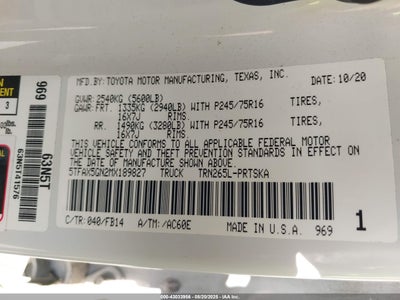 MFD.BY:TOYOTA MOTOR MANUFACTURING, TEXAS, INC. 10/20
GVWR:2540KG (5600LB)
GAWR:FRT. 1335KG (2940LB) WITH P245/75R16 TIRES,
16X7J RIMS.
RR. 1490KG (3280LB) WITH P245/75R16 TIRES,
16X7J RIMS.
THIS VEHICLE CONFORMS TO ALL APPLICABLE FEDERAL MOTOR
VEHICLE SAFETY AND THEFT PREVENTION STANDARDS IN EFFECT ON
THE DATE OF MANUFACTURE SHOWN ABOVE.
5TFAX5GN2MX189827 TRUCK TRN265L-PRTSKA
C/TR:040/FB14 A/TM:/AC60E MADE IN U.S.A. 969
1
969
63N5T
63N5141576
3